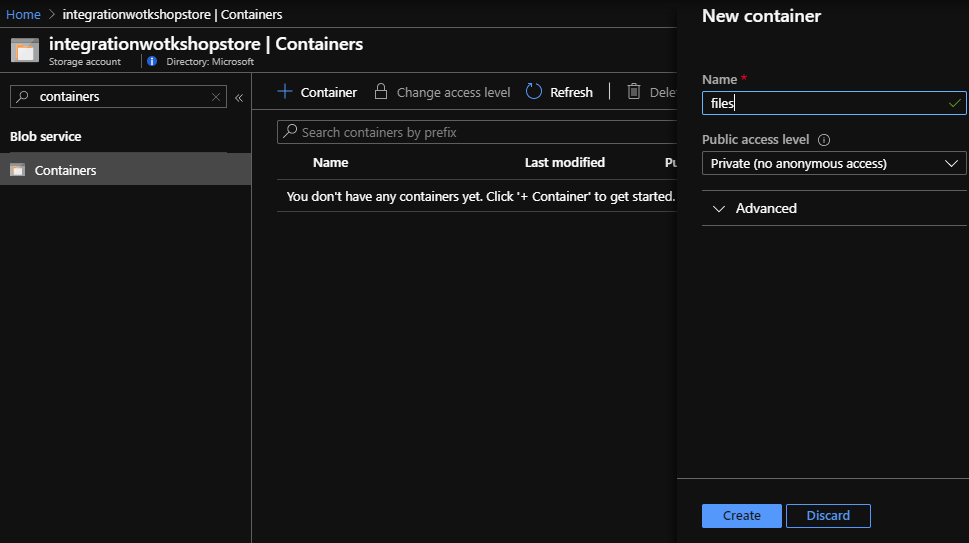 Home > integrationwotkshopstore | Containers
integrationwotkshopstore | Containers
Storage account
Directory: Microsoft
containers
Blob service
Containers
Container
Change access level
Refresh
Dele
Search containers by prefix
Name
Last modified
Pu
You don't have any containers yet. Click '+ Container' to get started.
New container
Name *
files
Public access level
Private (no anonymous access)
Advanced
Create
Discard